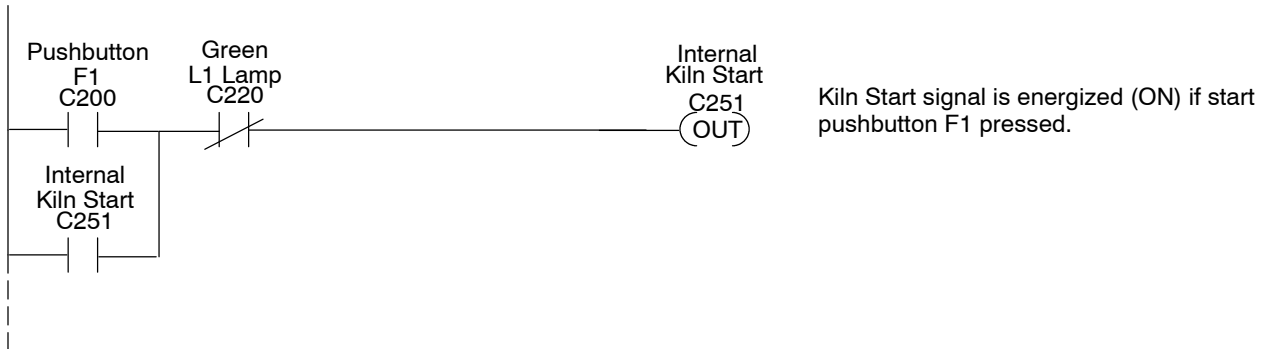 Pushbutton
F1
C200
Green
L1 Lamp
C220
Internal
Kiln Start
C251
OUT
Kiln Start signal is energized (ON) if start
pushbutton F1 pressed.
Internal
Kiln Start
C251